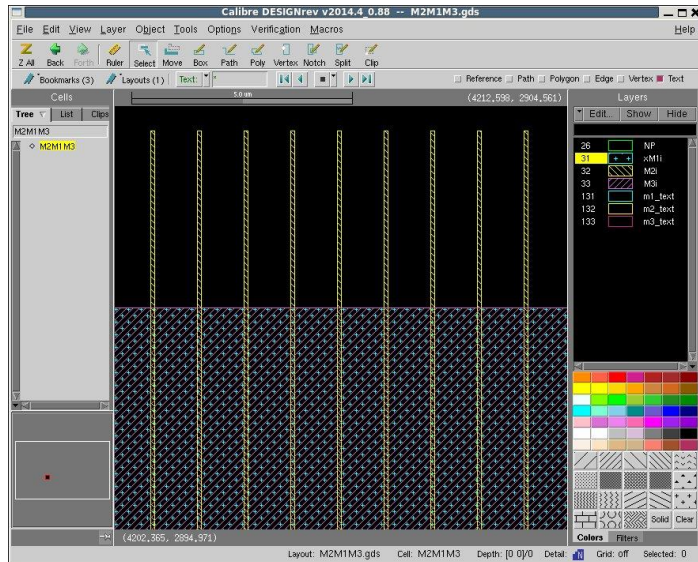 Calibre DESIGNrev v2014.4_0.88 -- M2M1M3.gds
File Edit View Layer Object Tools Options Verification Macros Help
Z All Back Forth Ruler Select Move Box Path Poly Vertex Notch Split Clip
Bookmarks (3) Layouts (1) Text: Reference Path Polygon Edge Vertex Text
Cells
Tree List Clips
M2M1M3
M2M1M3
5.0 um
(4212.598, 2904.561)
(4202.365, 2894.971)
Layers
Edit... Show Hide
26 NP
31 xM1i
32 M2i
33 M3i
131 m1_text
132 m2_text
133 m3_text
Solid Clear
Colors Filters
Layout: M2M1M3.gds Cell: M2M1M3 Depth: [0 0]/0 Detail: Grid: off Selected: 0